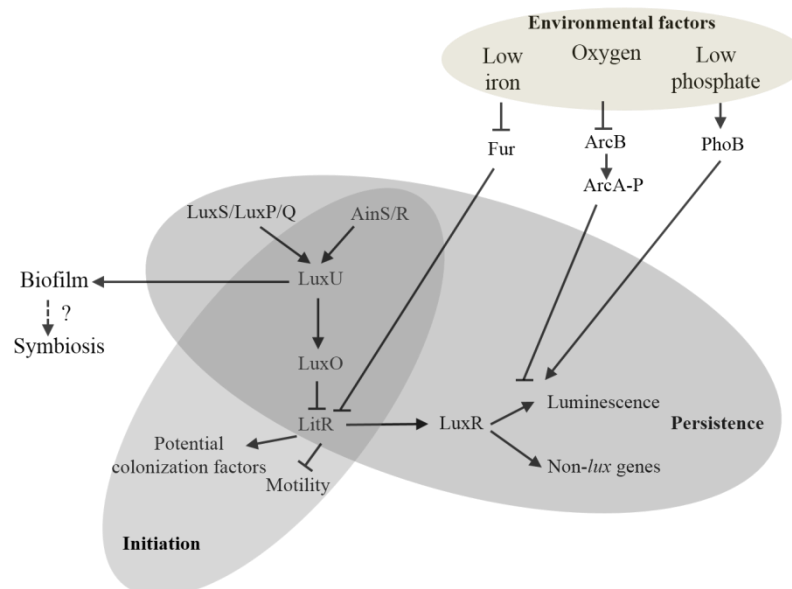 Environmental factors
Low
iron
Oxygen
Low
phosphate
Fur
ArcB
PhoB
ArcA-P
LuxS/LuxP/Q
AinS/R
Biofilm
LuxU
?
Symbiosis
LuxO
LitR
LuxR
Luminescence
Persistence
Potential
colonization factors
Motility
Non-lux genes
Initiation